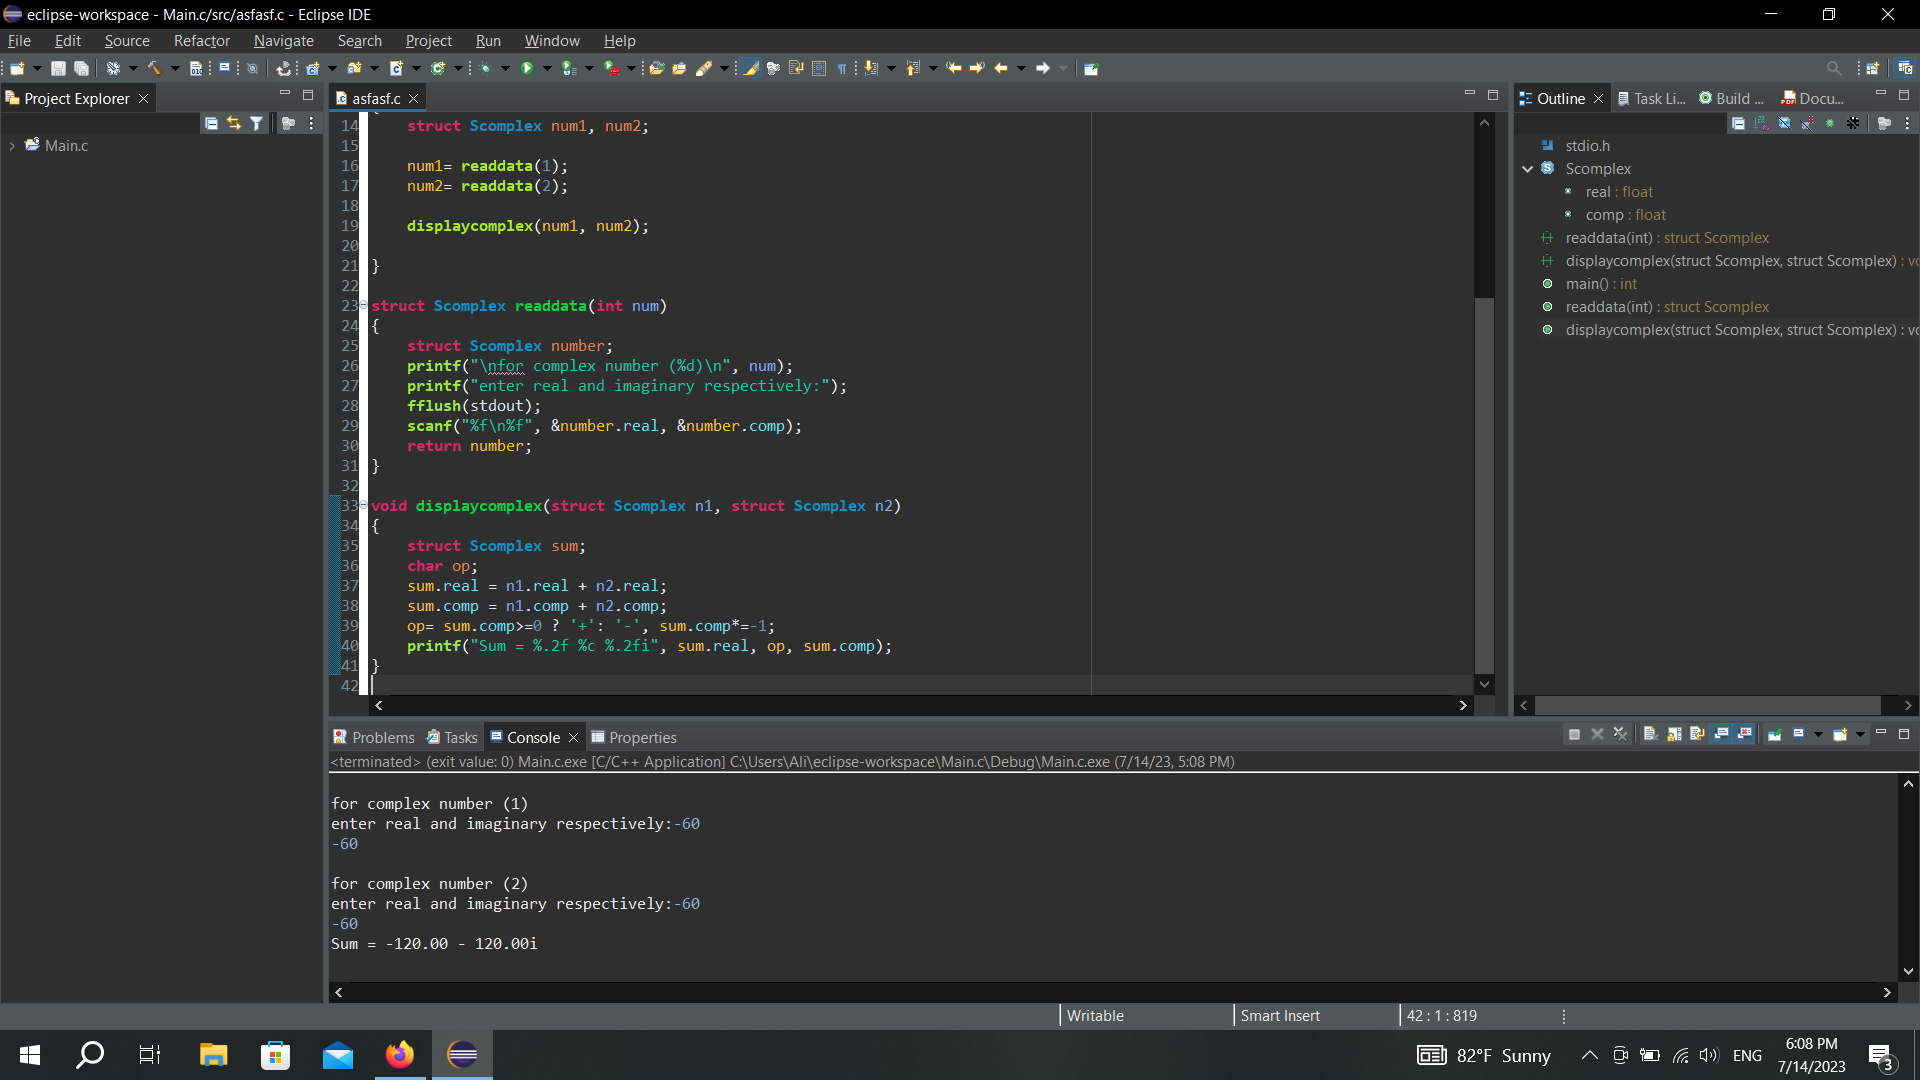 eclipse-workspace - Main.c/src/asfasf.c - Eclipse IDE
File Edit Source Refactor Navigate Search Project Run Window Help
Project Explorer
Main.c
asfasf.c
14 struct Scomplex num1, num2;
15
16 num1= readdata(1);
17 num2= readdata(2);
18
19 displaycomplex(num1, num2);
20
21 }
22
23 struct Scomplex readdata(int num)
24 {
25 struct Scomplex number;
26 printf("\nfor complex number (%d)\n", num);
27 printf("enter real and imaginary respectively:");
28 fflush(stdout);
29 scanf("%f\n%f", &number.real, &number.comp);
30 return number;
31 }
32
33 void displaycomplex(struct Scomplex n1, struct Scomplex n2)
34 {
35 struct Scomplex sum;
36 char op;
37 sum.real = n1.real + n2.real;
38 sum.comp = n1.comp + n2.comp;
39 op= sum.comp>=0 ? '+': '-', sum.comp*=-1;
40 printf("Sum = %.2f %c %.2fi", sum.real, op, sum.comp);
41 }
42
Outline Task Li... Build ... Docu...
stdio.h
Scomplex
real : float
comp : float
readdata(int) : struct Scomplex
displaycomplex(struct Scomplex, struct Scomplex) : vo
main() : int
readdata(int) : struct Scomplex
displaycomplex(struct Scomplex, struct Scomplex) : vo
Problems Tasks Console Properties
<terminated> (exit value: 0) Main.c.exe [C/C++ Application] C:\Users\Ali\eclipse-workspace\Main.c\Debug\Main.c.exe (7/14/23, 5:08 PM)
for complex number (1)
enter real and imaginary respectively:-60
-60
for complex number (2)
enter real and imaginary respectively:-60
-60
Sum = -120.00 - 120.00i
Writable Smart Insert 42 : 1 : 819
82°F Sunny ENG
6:08 PM
7/14/2023
3